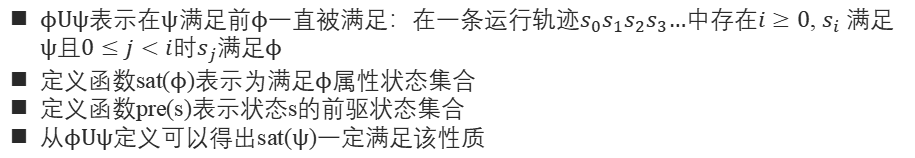 ■ ϕUψ表示在ψ满足前ϕ一直被满足：在一条运行轨迹s₀s₁s₂s₃…中存在i ≥ 0, sᵢ 满足
ψ且0 ≤ j < i时sⱼ满足ϕ
■ 定义函数sat(ϕ)表示为满足ϕ属性状态集合
■ 定义函数pre(s)表示状态s的前驱状态集合
■ 从ϕUψ定义可以得出sat(ψ)一定满足该性质